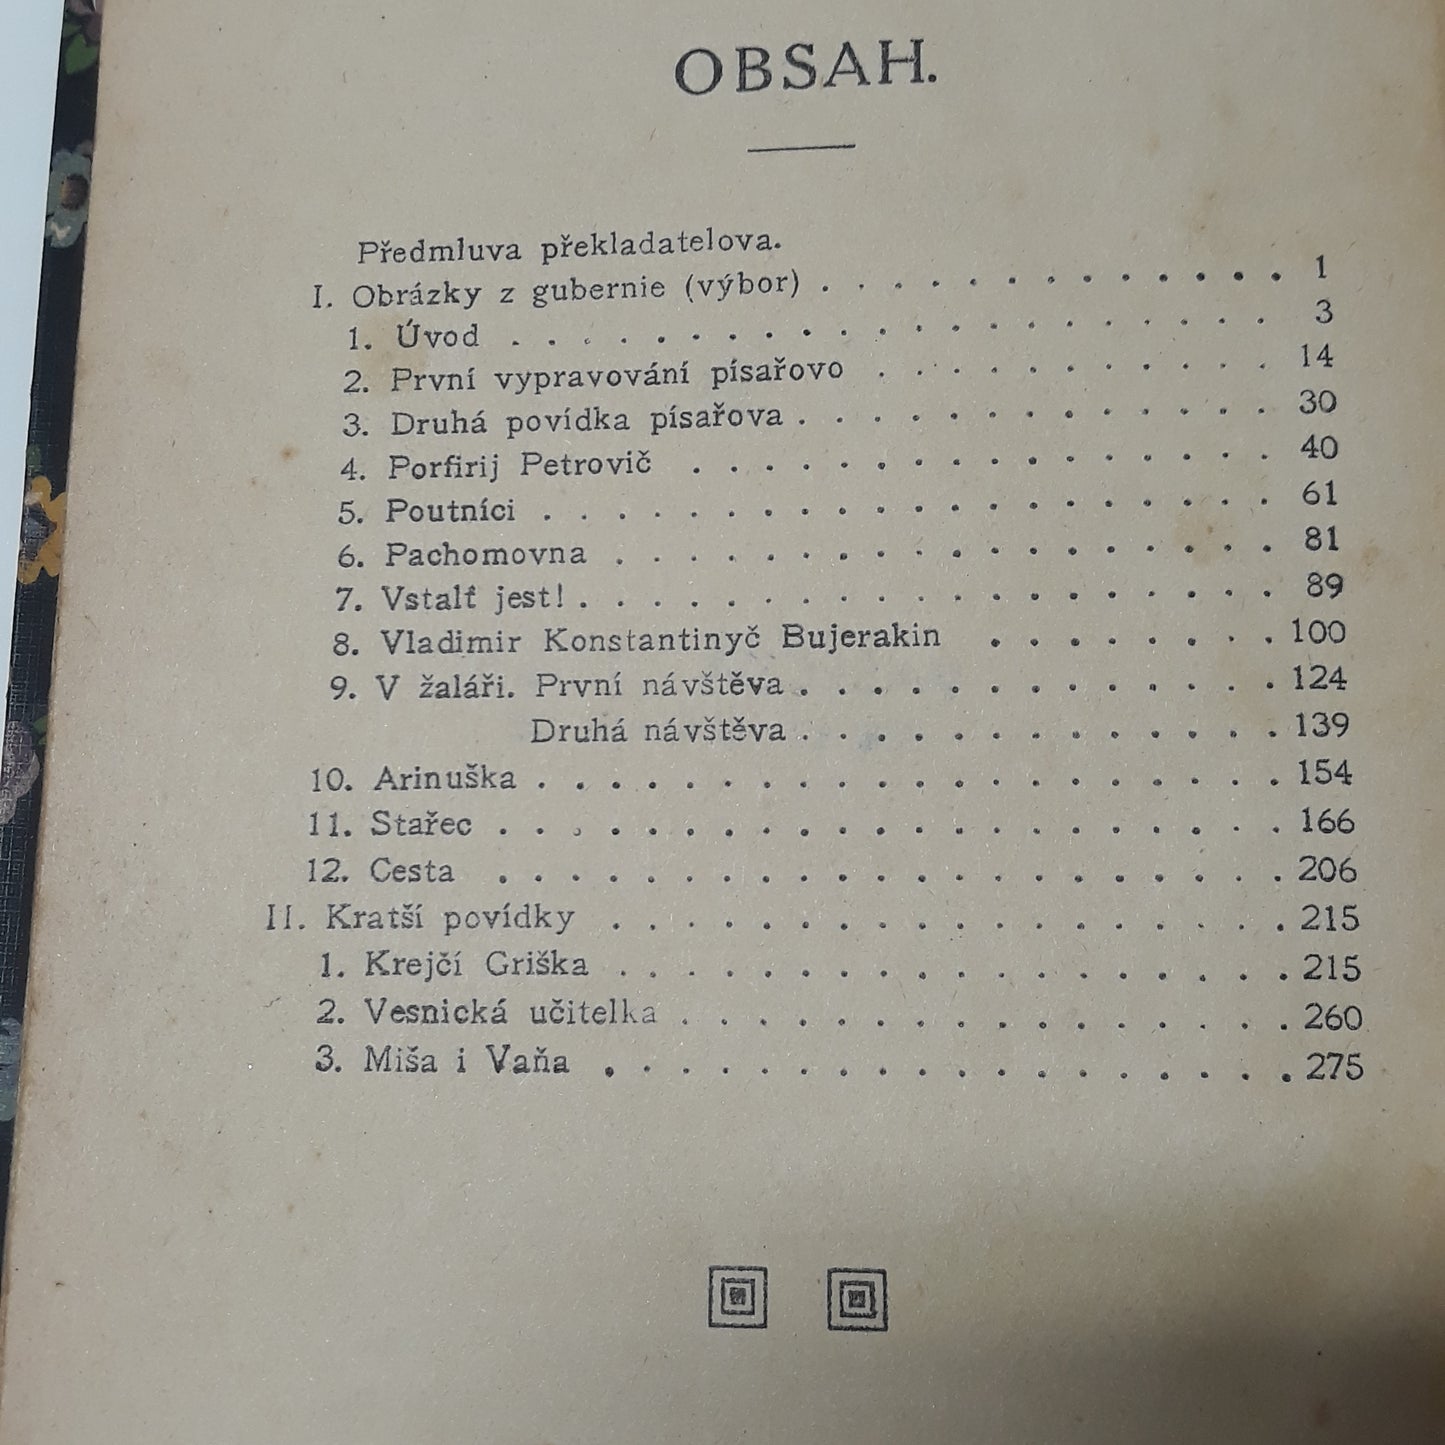 OBSAH.
Předmluva překladatelova.
I. Obrázky z gubernie (výbor) . . . . . . . . . . . . . 1
1. Úvod . . . . . . . . . . . . . . . . . . . . . 3
2. První vypravování písařovo . . . . . . . . . . . 14
3. Druhá povídka písařova . . . . . . . . . . . . . 30
4. Porfirij Petrovič . . . . . . . . . . . . . . . . 40
5. Poutníci . . . . . . . . . . . . . . . . . . . . 61
6. Pachomovna . . . . . . . . . . . . . . . . . . 81
7. Vstalť jest! . . . . . . . . . . . . . . . . . . . 89
8. Vladimir Konstantinyč Bujerakin . . . . . . . . 100
9. V žaláři. První návštěva . . . . . . . . . . . . . 124
Druhá návštěva . . . . . . . . . . . . . 139
10. Arinuška . . . . . . . . . . . . . . . . . . . . 154
11. Stařec . . . . . . . . . . . . . . . . . . . . . 166
12. Cesta . . . . . . . . . . . . . . . . . . . . . 206
II. Kratší povídky . . . . . . . . . . . . . . . . . . 215
1. Krejčí Griška . . . . . . . . . . . . . . . . . . 215
2. Vesnická učitelka . . . . . . . . . . . . . . . . 260
3. Miša i Vaňa . . . . . . . . . . . . . . . . . . 275